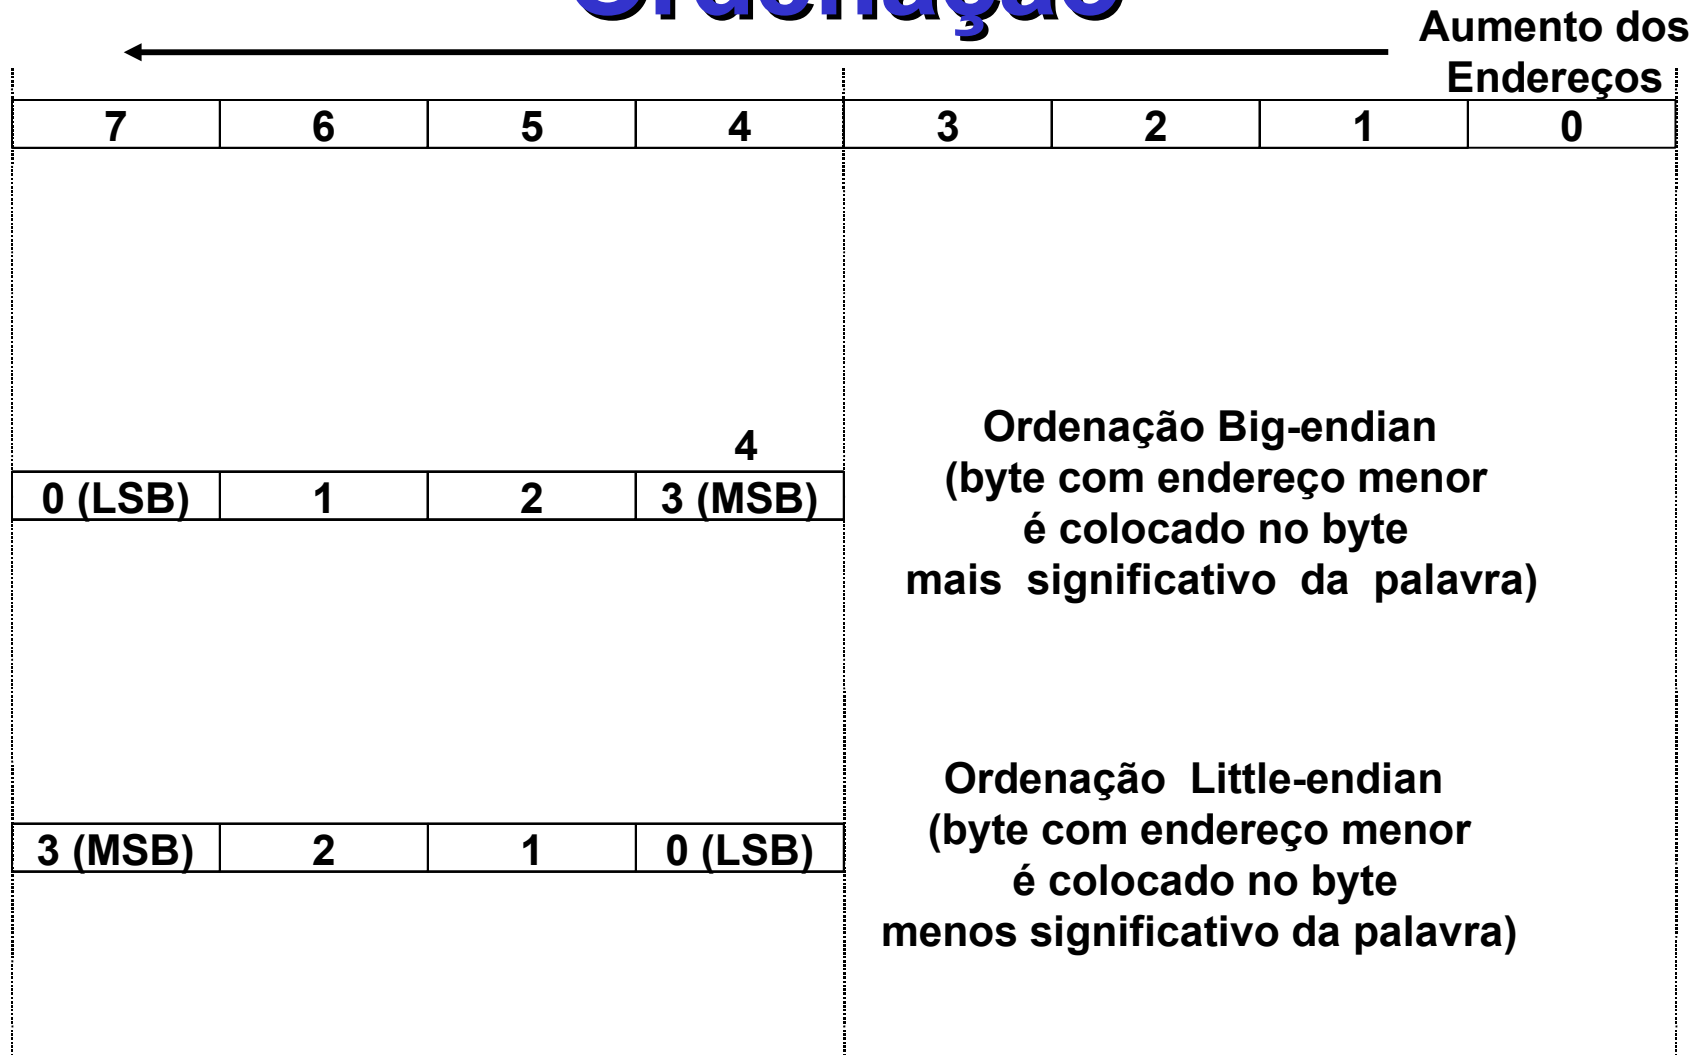 Ordenação
Aumento dos
Endereços
7 6 5 4 3 2 1 0
4
0 (LSB) 1 2 3 (MSB)
Ordenação Big-endian
(byte com endereço menor
é colocado no byte
mais significativo da palavra)
3 (MSB) 2 1 0 (LSB)
Ordenação Little-endian
(byte com endereço menor
é colocado no byte
menos significativo da palavra)